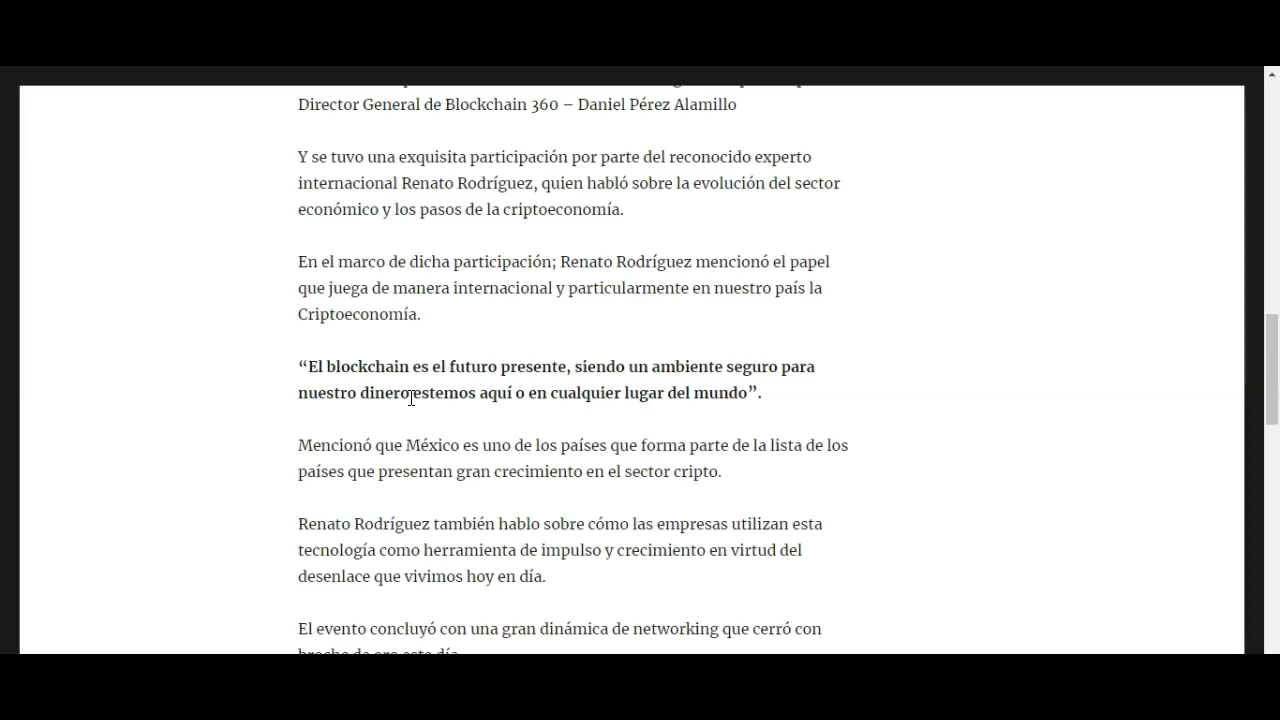 Director General de Blockchain 360 – Daniel Pérez Alamillo
Y se tuvo una exquisita participación por parte del reconocido experto
internacional Renato Rodríguez, quien habló sobre la evolución del sector
económico y los pasos de la criptoeconomía.
En el marco de dicha participación; Renato Rodríguez mencionó el papel
que juega de manera internacional y particularmente en nuestro país la
Criptoeconomía.
“El blockchain es el futuro presente, siendo un ambiente seguro para
nuestro dinero estemos aquí o en cualquier lugar del mundo”.
Mencionó que México es uno de los países que forma parte de la lista de los
países que presentan gran crecimiento en el sector cripto.
Renato Rodríguez también hablo sobre cómo las empresas utilizan esta
tecnología como herramienta de impulso y crecimiento en virtud del
desenlace que vivimos hoy en día.
El evento concluyó con una gran dinámica de networking que cerró con
broche de oro este día